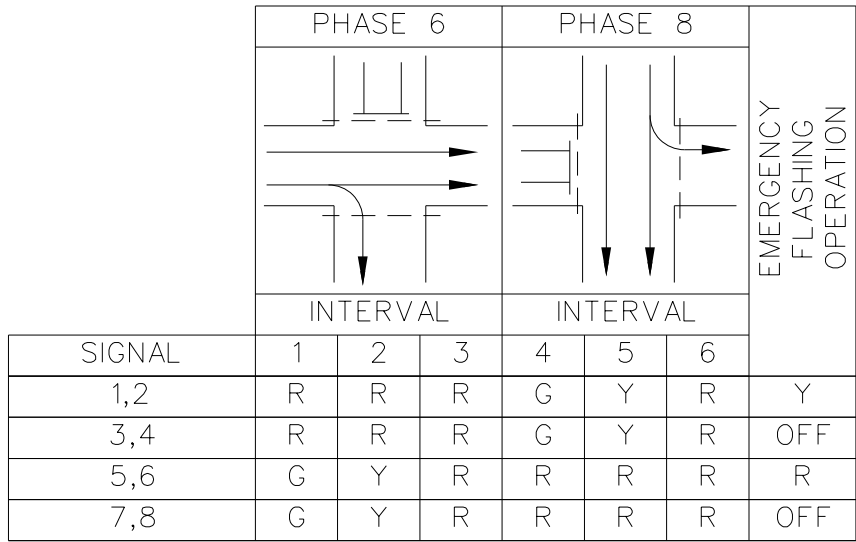 PHASE 6 PHASE 8
EMERGENCY
FLASHING
OPERATION
INTERVAL INTERVAL
SIGNAL 1 2 3 4 5 6
1,2 R R R G Y R Y
3,4 R R R G Y R OFF
5,6 G Y R R R R R
7,8 G Y R R R R OFF